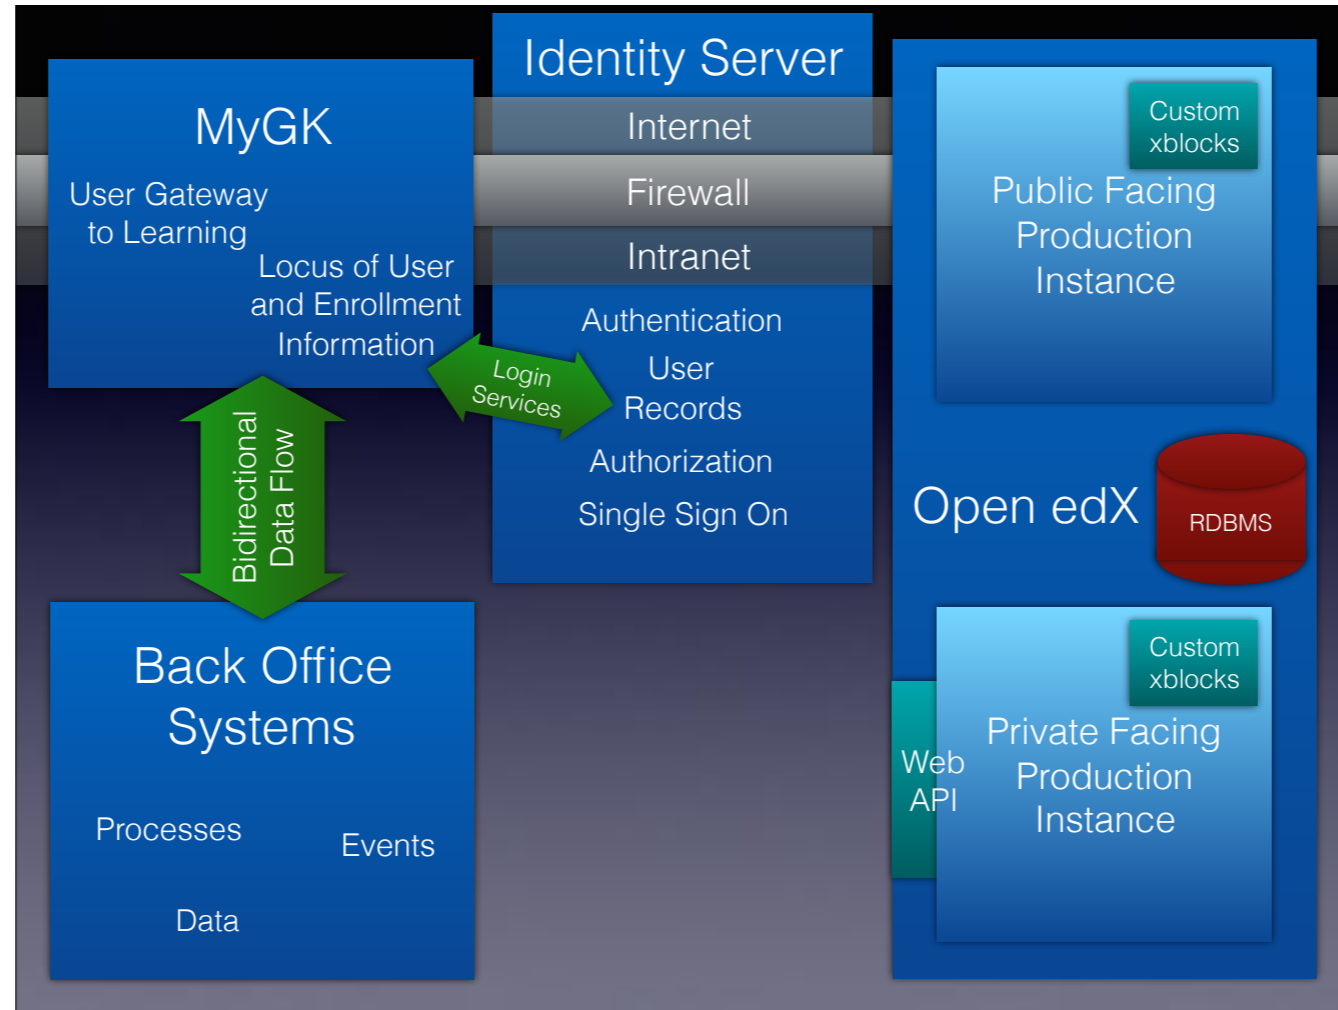 MyGK
User Gateway
to Learning
Locus of User
and Enrollment
Information
Bidirectional
Data Flow
Back Office
Systems
Processes
Events
Data
Login
Services
Identity Server
Internet
Firewall
Intranet
Authentication
User
Records
Authorization
Single Sign On
Custom
xblocks
Public Facing
Production
Instance
Open edX
RDBMS
Custom
xblocks
Private Facing
Production
Instance
Web
API